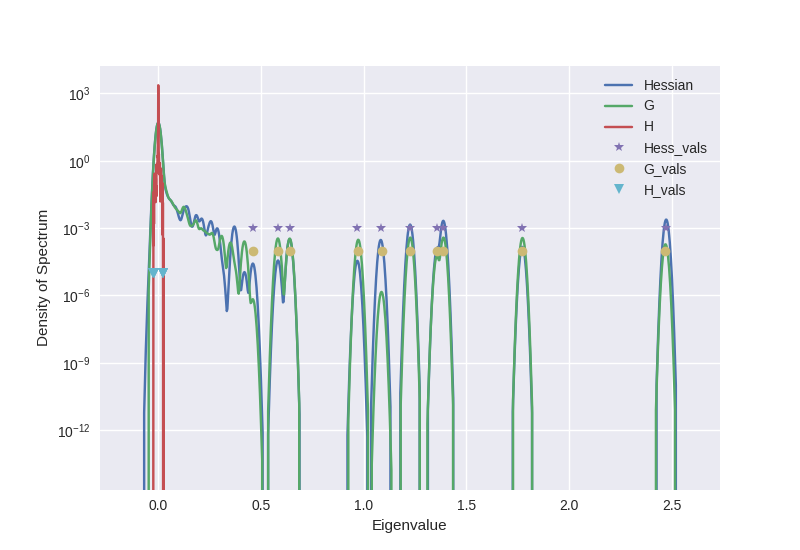 10³
10⁰
10⁻³
10⁻⁶
10⁻⁹
10⁻¹²
Density of Spectrum
Hessian
G
H
Hess_vals
G_vals
H_vals
0.0 0.5 1.0 1.5 2.0 2.5
Eigenvalue